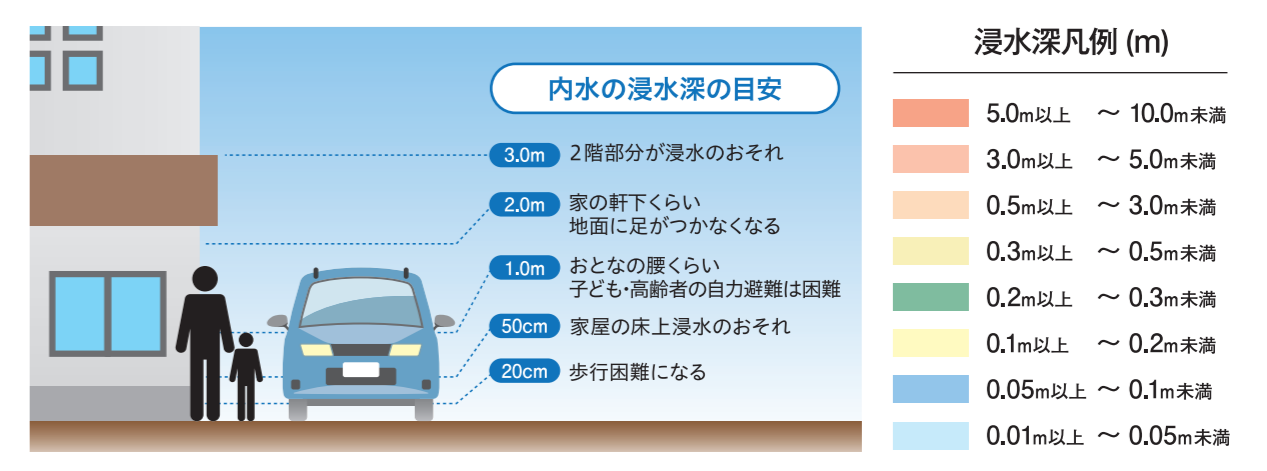 内水の浸水深の目安
3.0m 2階部分が浸水のおそれ
2.0m 家の軒下くらい
地面に足がつかなくなる
1.0m おとなの腰くらい
子ども・高齢者の自力避難は困難
50cm 家屋の床上浸水のおそれ
20cm 歩行困難になる
浸水深凡例 (m)
5.0m以上 ～ 10.0m未満
3.0m以上 ～ 5.0m未満
0.5m以上 ～ 3.0m未満
0.3m以上 ～ 0.5m未満
0.2m以上 ～ 0.3m未満
0.1m以上 ～ 0.2m未満
0.05m以上 ～ 0.1m未満
0.01m以上 ～ 0.05m未満